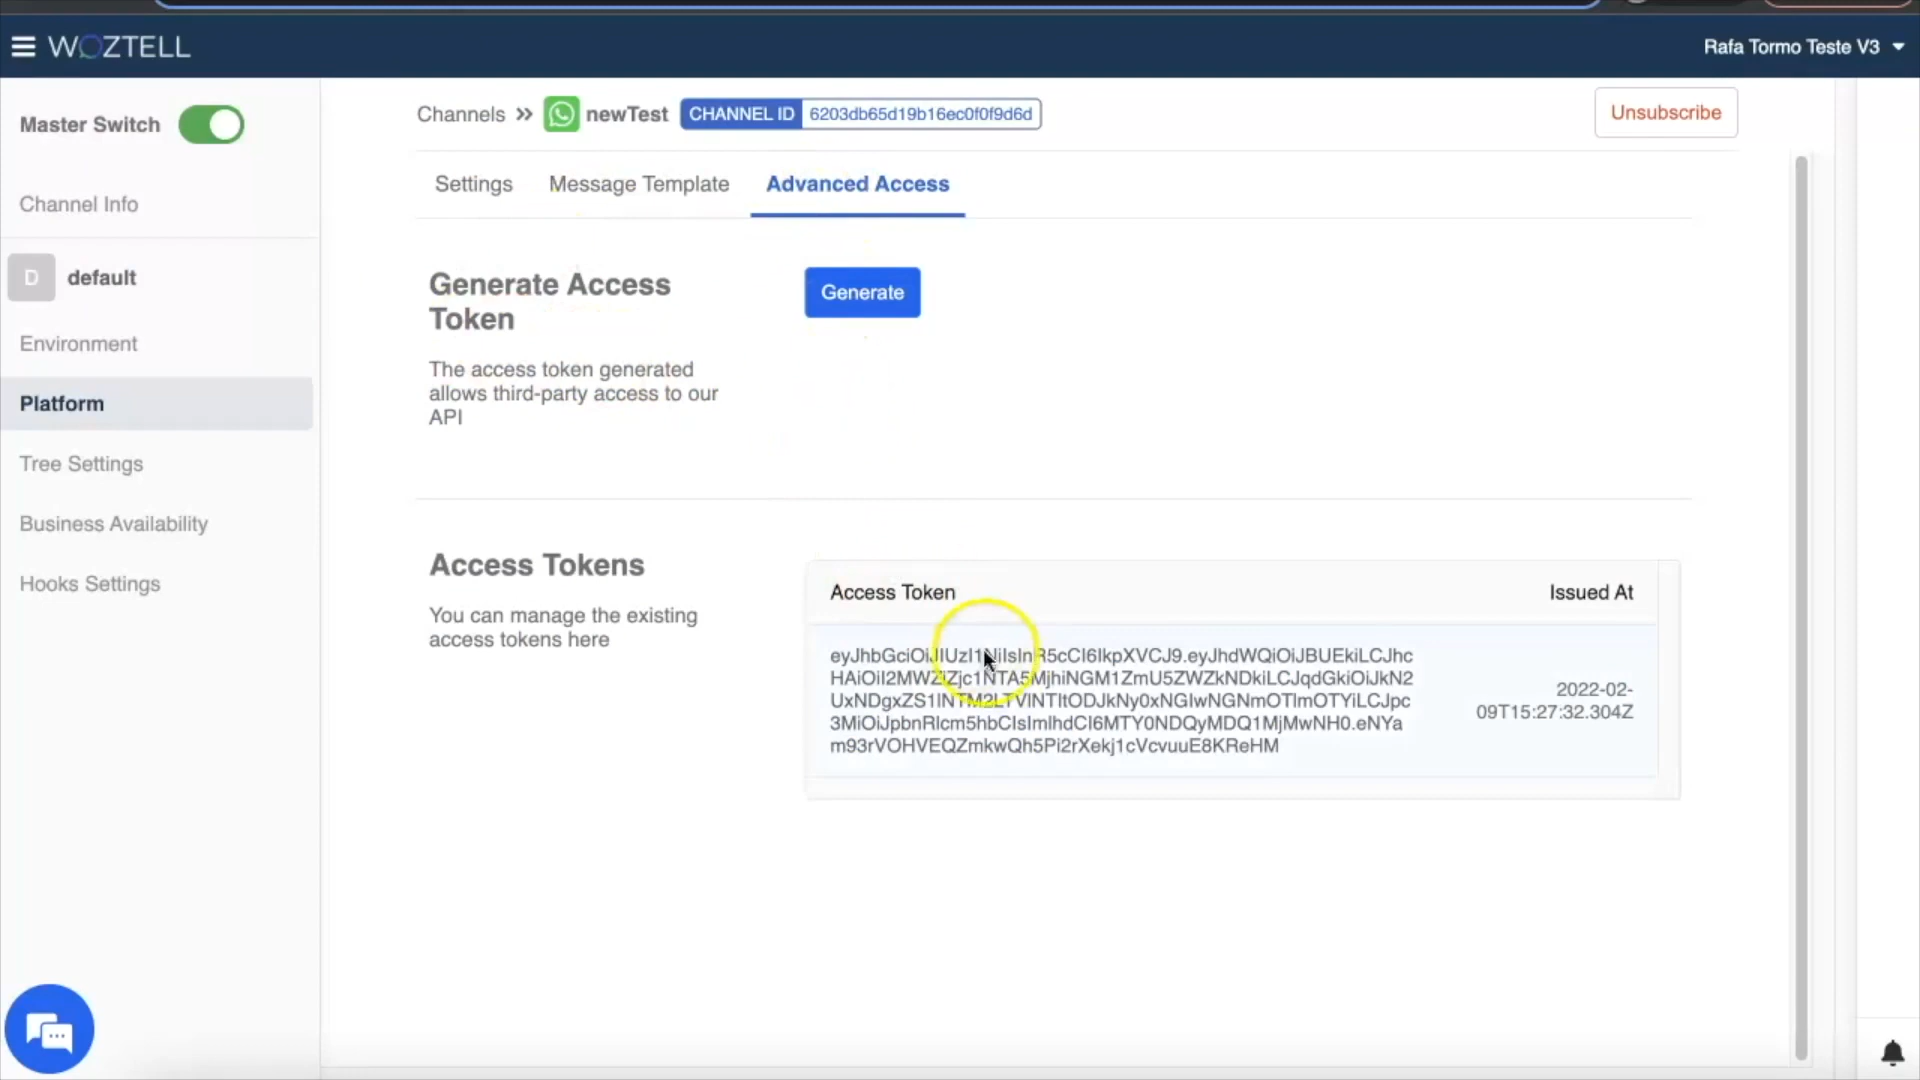 WOZTELL
Rafa Tormo Teste V3
Master Switch
Channels >> newTest CHANNEL ID 6203db65d19b16ec0f0f9d6d
Unsubscribe
Channel Info
Settings Message Template Advanced Access
D default
Generate Access
Token
Generate
The access token generated
allows third-party access to our
API
Environment
Platform
Tree Settings
Business Availability
Hooks Settings
Access Tokens
You can manage the existing
access tokens here
Access Token Issued At
2022-02-
09T15:27:32.304Z